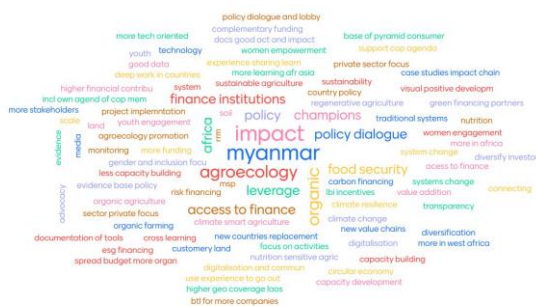 policy dialogue and lobby
complementary funding
more tech oriented
docs good act and impact
base of pyramid consumer
youth
technology
women empowerment
support cop agenda
good data
experience sharing learn
private sector focus
deep work in countries
more learning afr asia
case studies impact chain
higher financial contribu
system
sustainable agriculture
sustainability
visual positive developm
incl own agend of cop mem
finance institutions
country policy
regenerative agriculture
green financing partners
more stakeholders
project implemntation
soil
policy
champions
traditional systems
nutrition
scale
land
youth engagement
africa
rrm
impact
policy dialogue
women engagement
evidence
media
agroecology promotion
more in africa
monitoring
more funding
myanmar
system change
diversify investo
gender and inclusion focu
agroecology
organic
food security
acess to finance
less capacity building
carbon financing
systems change
connecting
advocacy
evidence base policy
msp
leverage
lbi incentives
value addition
risk financing
organic agriculture
climate resilience
transparency
sector private focus
access to finance
climate change
organic farming
climate smart agriculture
new value chains
diversification
documentation of tools
cross learning
new countries replacement
digitalisation
more in west africa
esg financing
customery land
focus on activities
spread budget more organ
nutrition sensitive agric
capacity building
digitalisation and commun
circular economy
use experience to go out
capacity development
higher geo coverage laos
btl for more companies